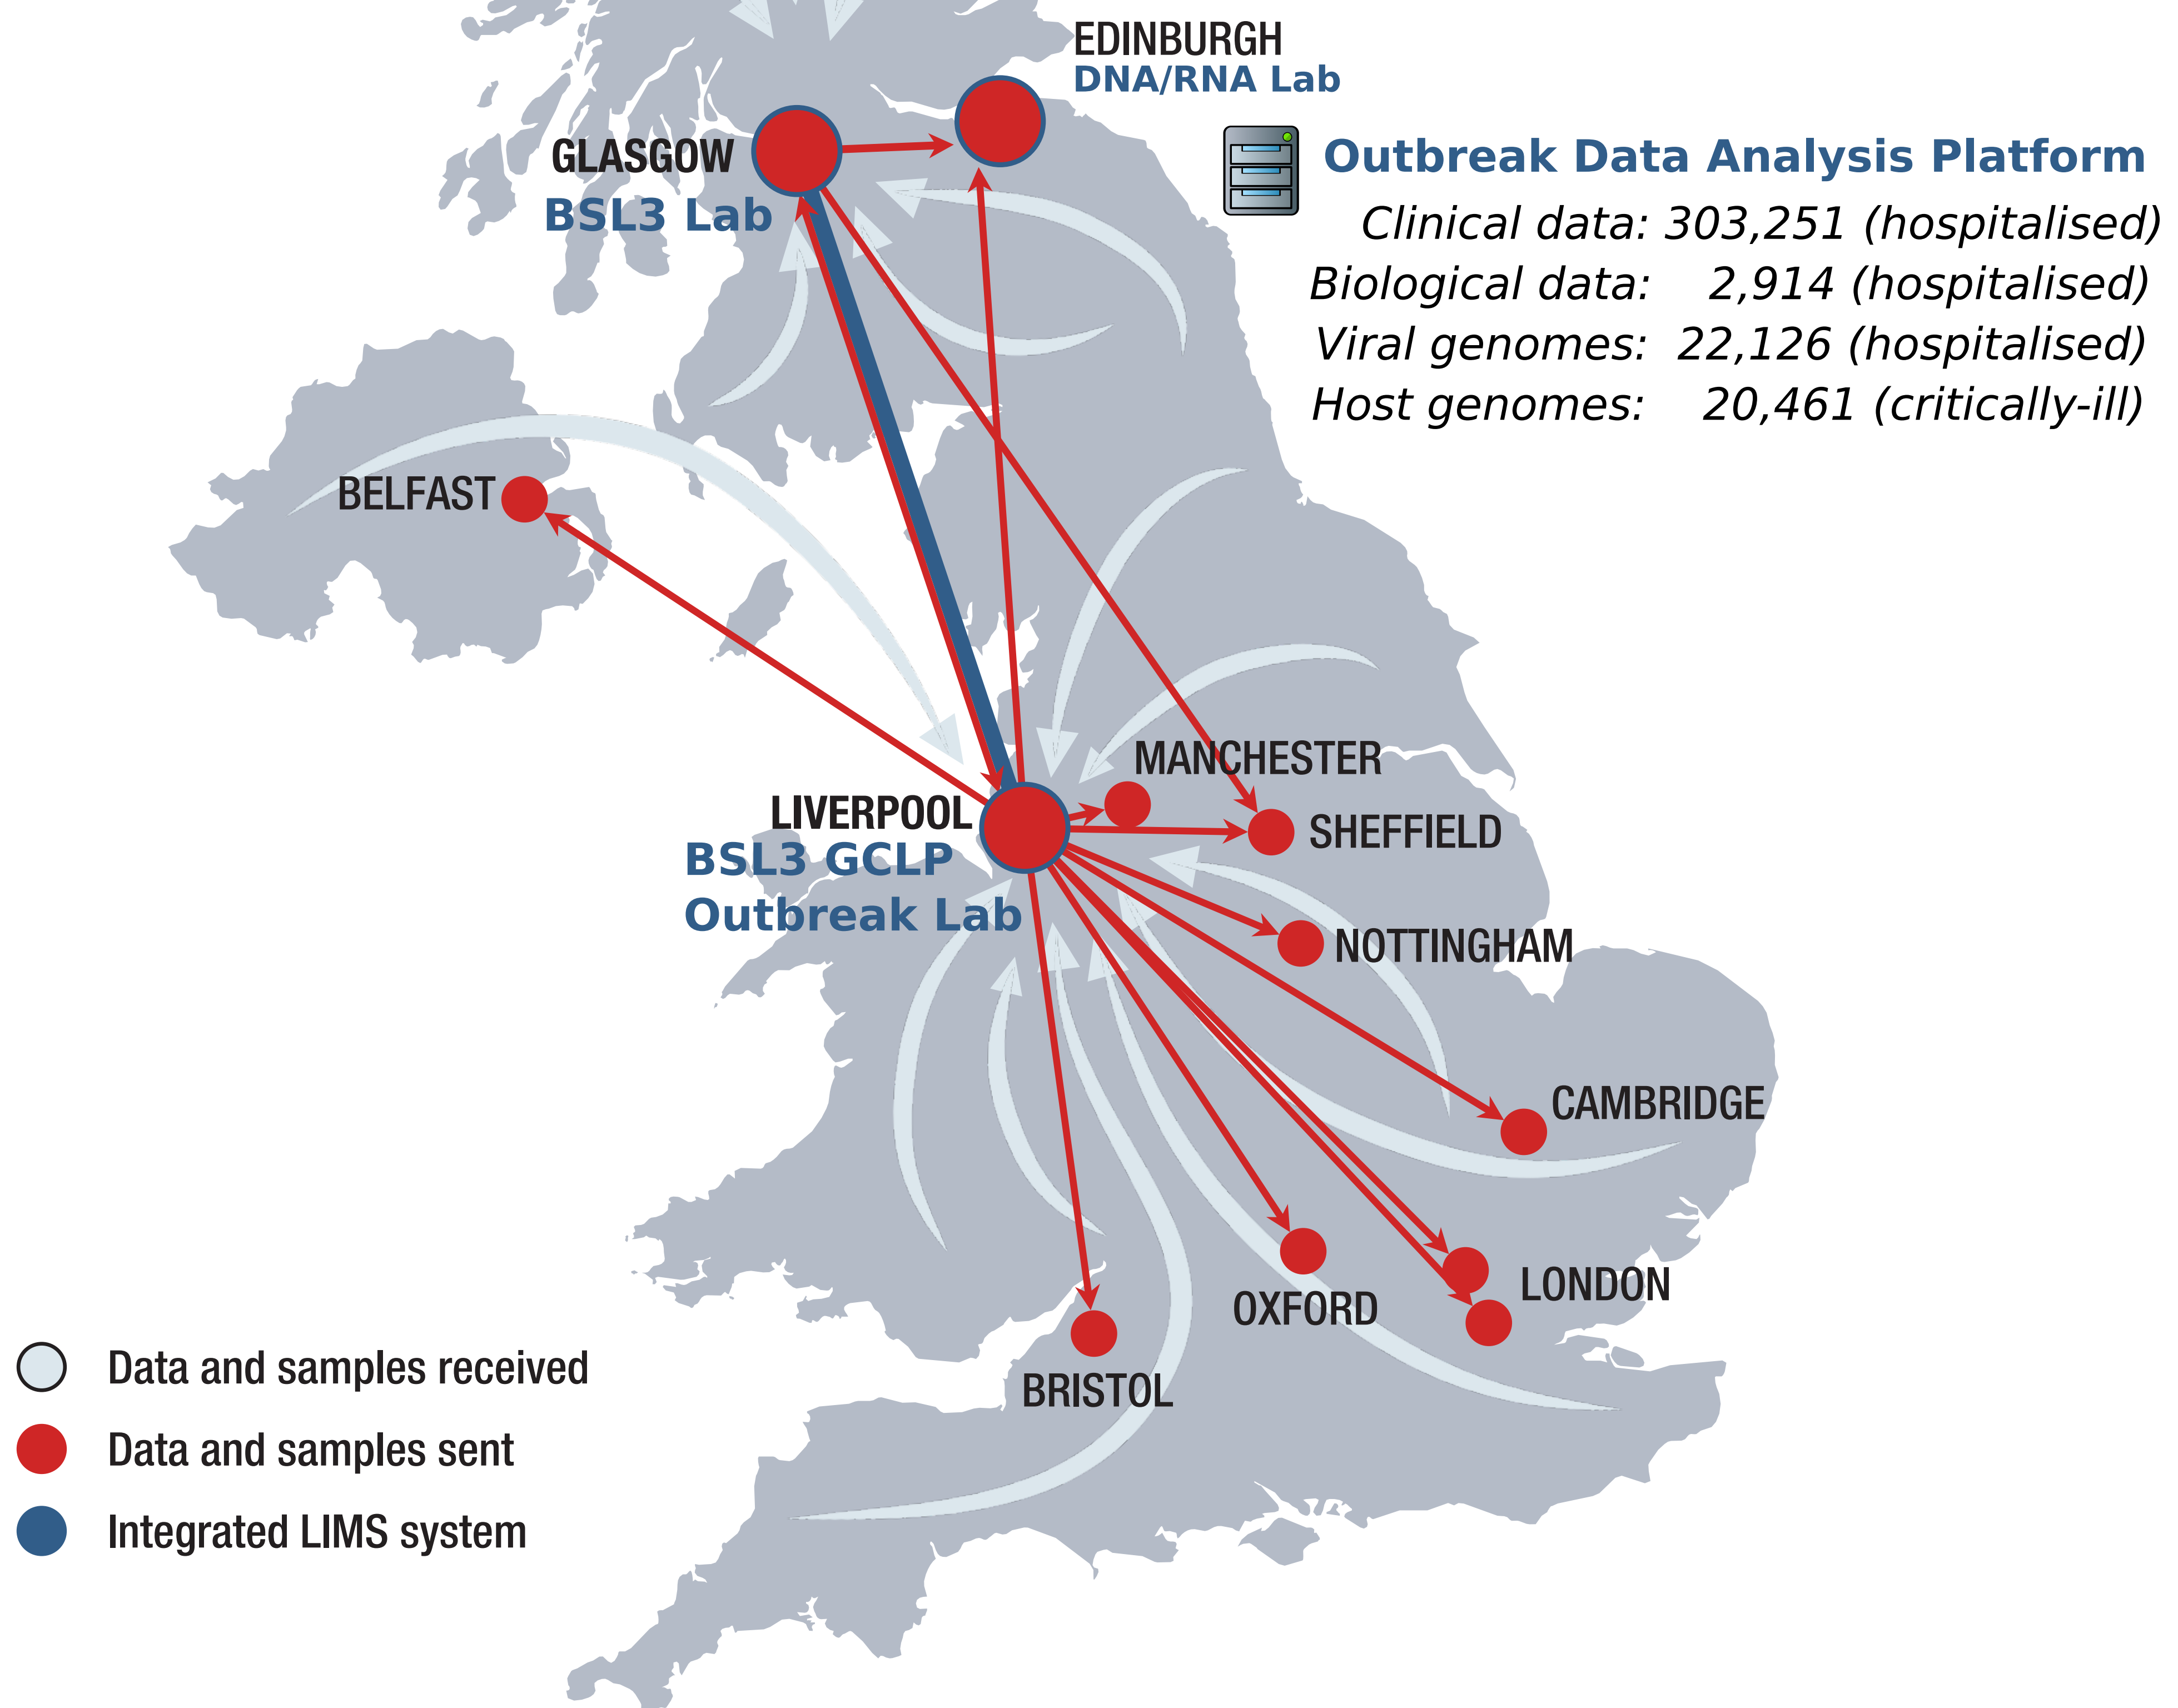 EDINBURGH
DNA/RNA Lab
GLASGOW
BSL3 Lab
Outbreak Data Analysis Platform
Clinical data: 303,251 (hospitalised)
Biological data: 2,914 (hospitalised)
Viral genomes: 22,126 (hospitalised)
Host genomes: 20,461 (critically-ill)
BELFAST
MANCHESTER
LIVERPOOL
BSL3 GCLP
Outbreak Lab
SHEFFIELD
NOTTINGHAM
CAMBRIDGE
LONDON
OXFORD
BRISTOL
Data and samples received
Data and samples sent
Integrated LIMS system